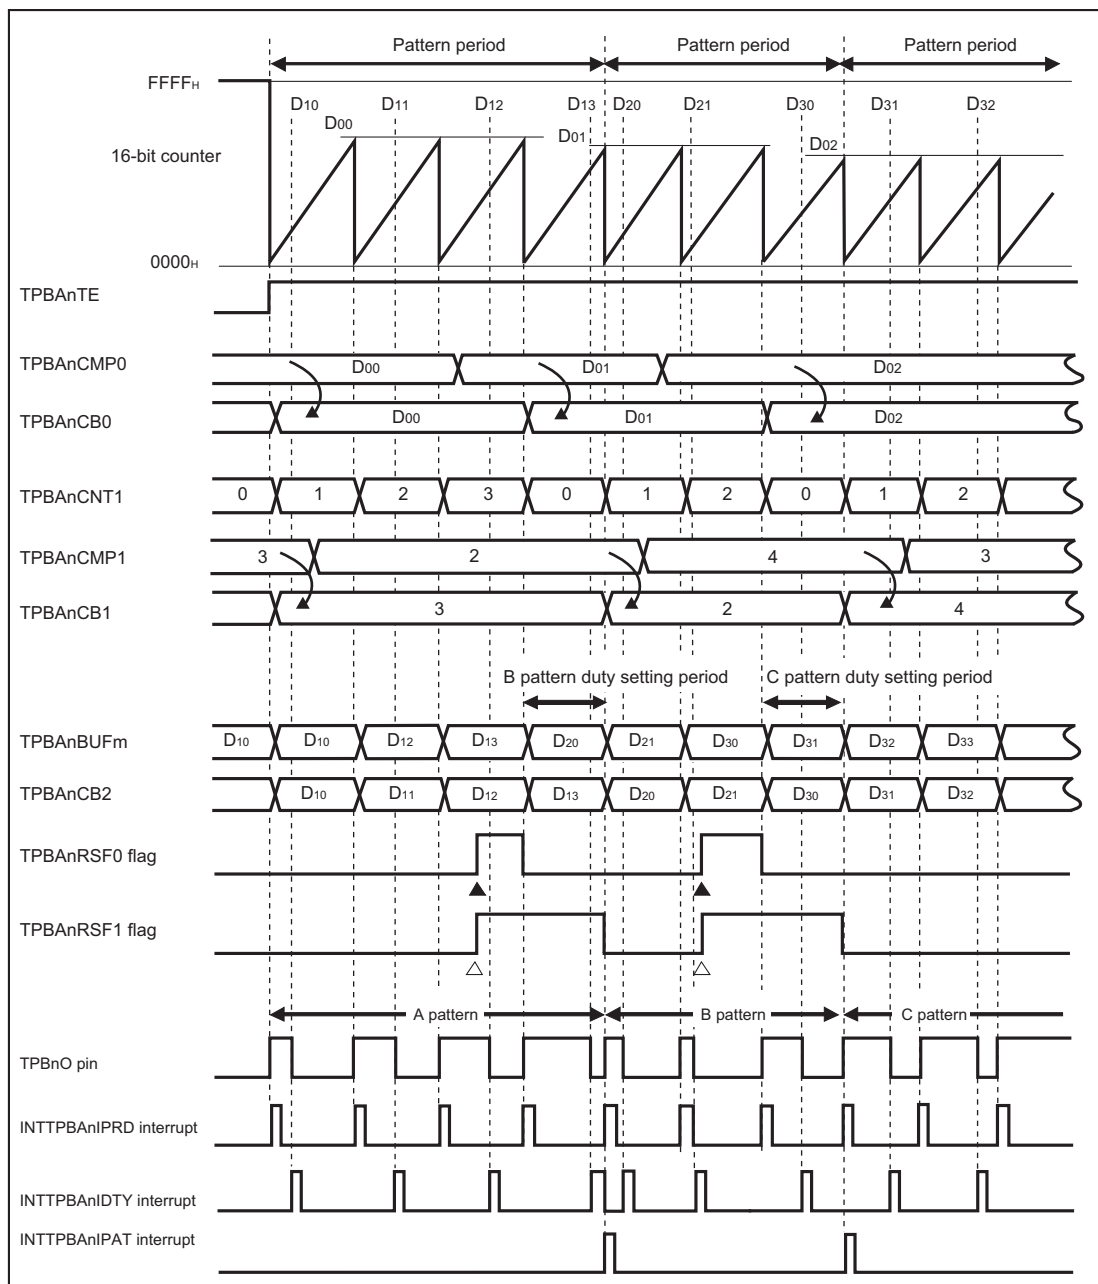 Pattern period Pattern period Pattern period
FFFFH
D10 D11 D12 D13 D20 D21 D30 D31 D32
D00 D01 D02
16-bit counter
0000H
TPBAnTE
TPBAnCMP0 D00 D01 D02
TPBAnCB0 D00 D01 D02
TPBAnCNT1 0 1 2 3 0 1 2 0 1 2
TPBAnCMP1 3 2 4 3
TPBAnCB1 3 2 4
B pattern duty setting period C pattern duty setting period
TPBAnBUFm D10 D10 D12 D13 D20 D21 D30 D31 D32 D33
TPBAnCB2 D10 D11 D12 D13 D20 D21 D30 D31 D32
TPBAnRSF0 flag
TPBAnRSF1 flag
A pattern B pattern C pattern
TPBnO pin
INTTPBAnIPRD interrupt
INTTPBAnIDTY interrupt
INTTPBAnIPAT interrupt